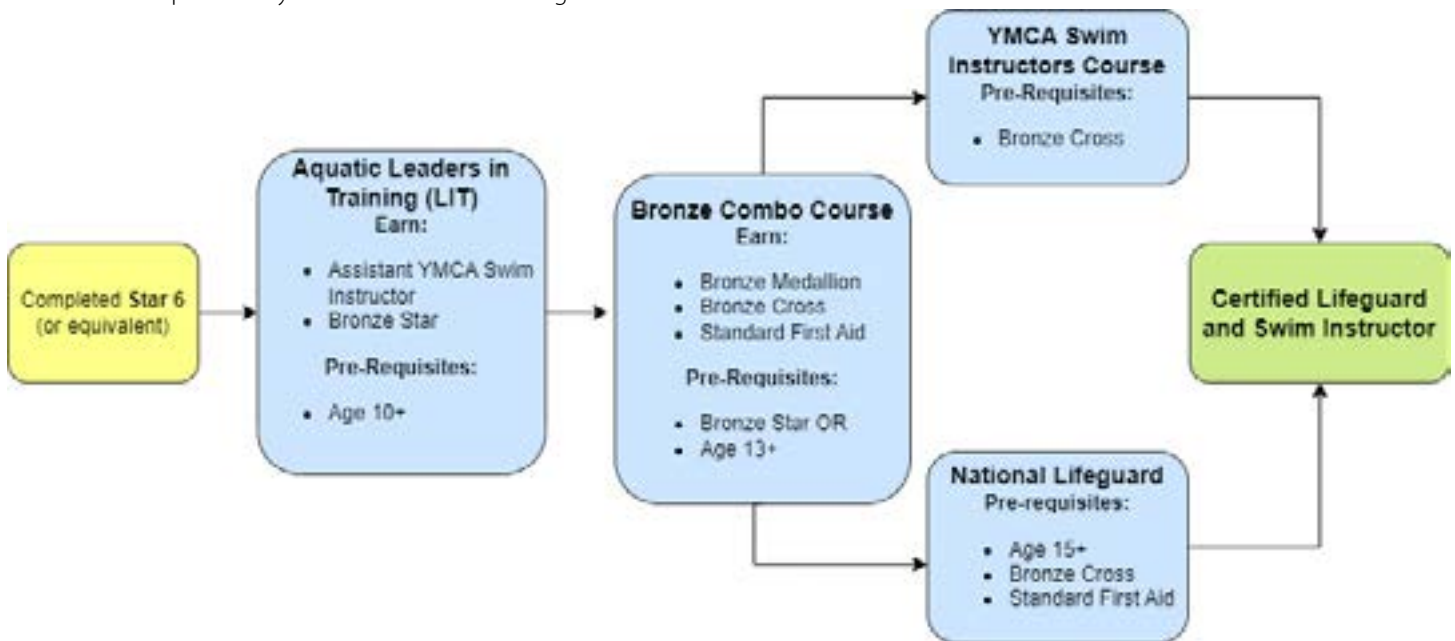 Completed Star 6
(or equivalent)
Aquatic Leaders in
Training (LIT)
Earn:
• Assistant YMCA Swim
Instructor
• Bronze Star
Pre-Requisites:
• Age 10+
Bronze Combo Course
Earn:
• Bronze Medallion
• Bronze Cross
• Standard First Aid
Pre-Requisites:
• Bronze Star OR
• Age 13+
YMCA Swim
Instructors Course
Pre-Requisites:
• Bronze Cross
National Lifeguard
Pre-requisites:
• Age 15+
• Bronze Cross
• Standard First Aid
Certified Lifeguard
and Swim Instructor